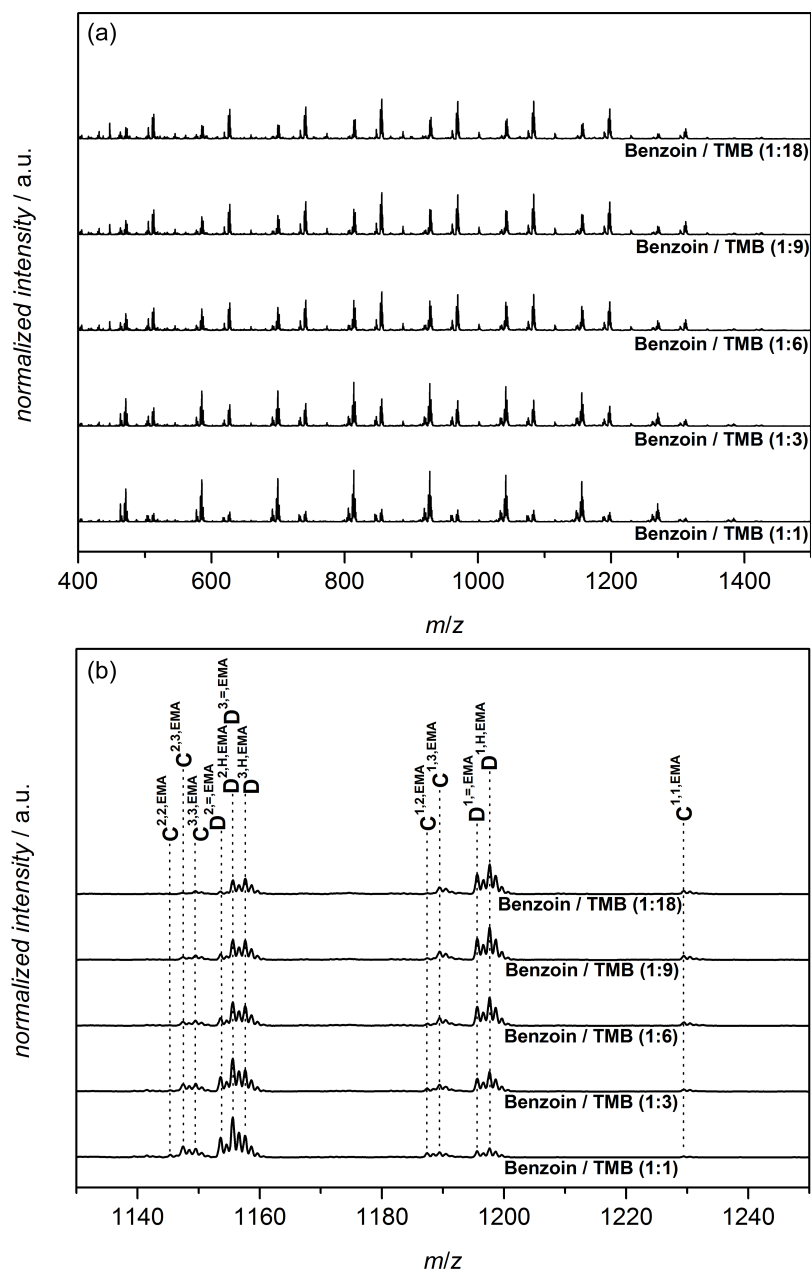 (a)
normalized intensity / a.u.
Benzoin / TMB (1:18)
Benzoin / TMB (1:9)
Benzoin / TMB (1:6)
Benzoin / TMB (1:3)
Benzoin / TMB (1:1)
400 600 800 1000 1200 1400
m/z
(b)
normalized intensity / a.u.
C2,2,EMA
C2,3,EMA
C3,3,EMA
D2,=,EMA
D2,H,EMA D3,=,EMA
D3,H,EMA
C1,2,EMA
C1,3,EMA
D1,=,EMA
D1,H,EMA
C1,1,EMA
Benzoin / TMB (1:18)
Benzoin / TMB (1:9)
Benzoin / TMB (1:6)
Benzoin / TMB (1:3)
Benzoin / TMB (1:1)
1140 1160 1180 1200 1220 1240
m/z